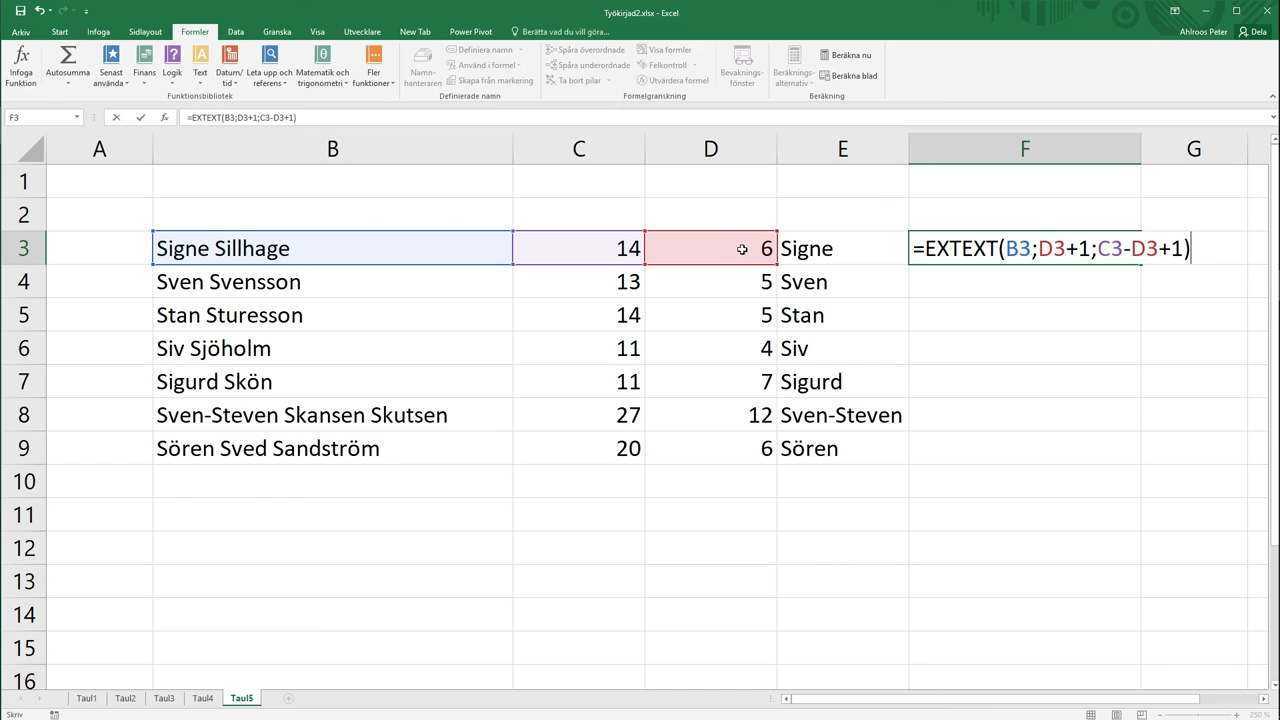 Työkirjad2.xlsx - Excel
Arkiv Start Infoga Sidlayout Formler Data Granska Visa Utvecklare New Tab Power Pivot Berätta vad du vill göra... Ahlroos Peter Dela
Infoga Funktion
Autosumma
Senast använda
Finans
Logik
Text
Datum/ tid
Leta upp och referens
Matematik och trigonometri
Fler funktioner
Funktionsbibliotek
Namn- hanteraren
Definiera namn
Använd i formel
Skapa från markering
Definierade namn
Spåra överordnade
Spåra underordnade
Ta bort pilar
Visa formler
Felkontroll
Utvärdera formel
Formelgranskning
Bevaknings- fönster
Beräknings- alternativ
Beräkna nu
Beräkna blad
Beräkning
F3 fx =EXTEXT(B3;D3+1;C3-D3+1)
A B C D E F G
1
2
3 Signe Sillhage 14 6 Signe =EXTEXT(B3;D3+1;C3-D3+1)
4 Sven Svensson 13 5 Sven
5 Stan Sturesson 14 5 Stan
6 Siv Sjöholm 11 4 Siv
7 Sigurd Skön 11 7 Sigurd
8 Sven-Steven Skansen Skutsen 27 12 Sven-Steven
9 Sören Sved Sandström 20 6 Sören
10
11
12
13
14
15
16
Taul1 Taul2 Taul3 Taul4 Taul5
Skriv 250 %